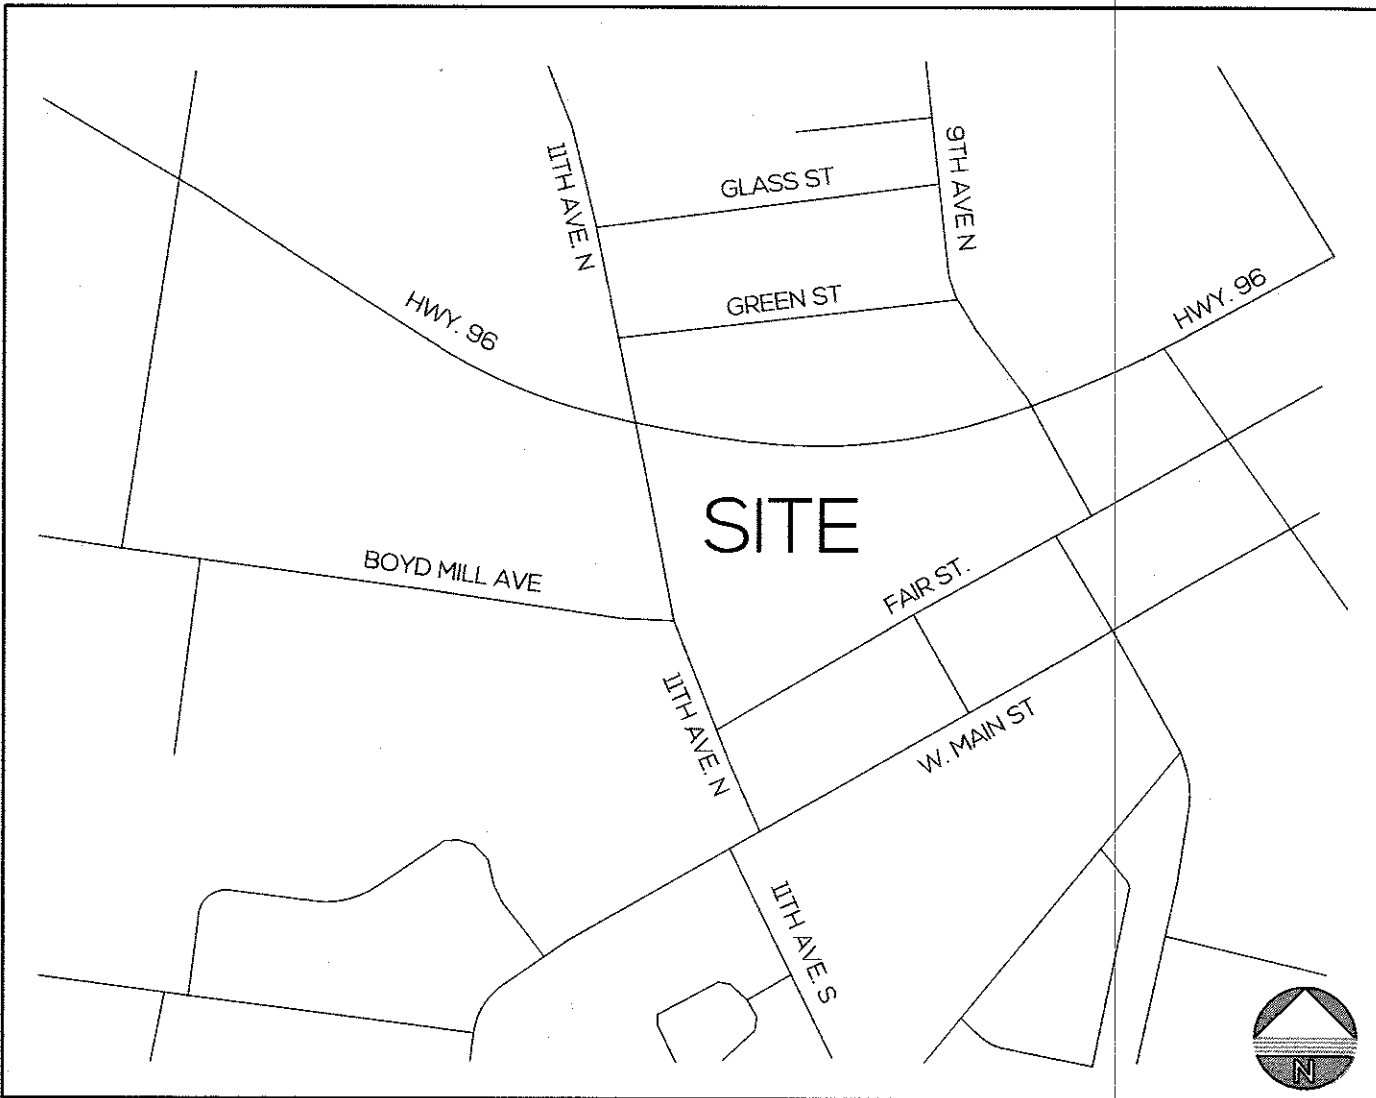 11TH AVE. N
9TH AVE N
GLASS ST
GREEN ST
HWY. 96
HWY. 96
SITE
BOYD MILL AVE
FAIR ST.
11TH AVE. N
W. MAIN ST
11TH AVE. S
N